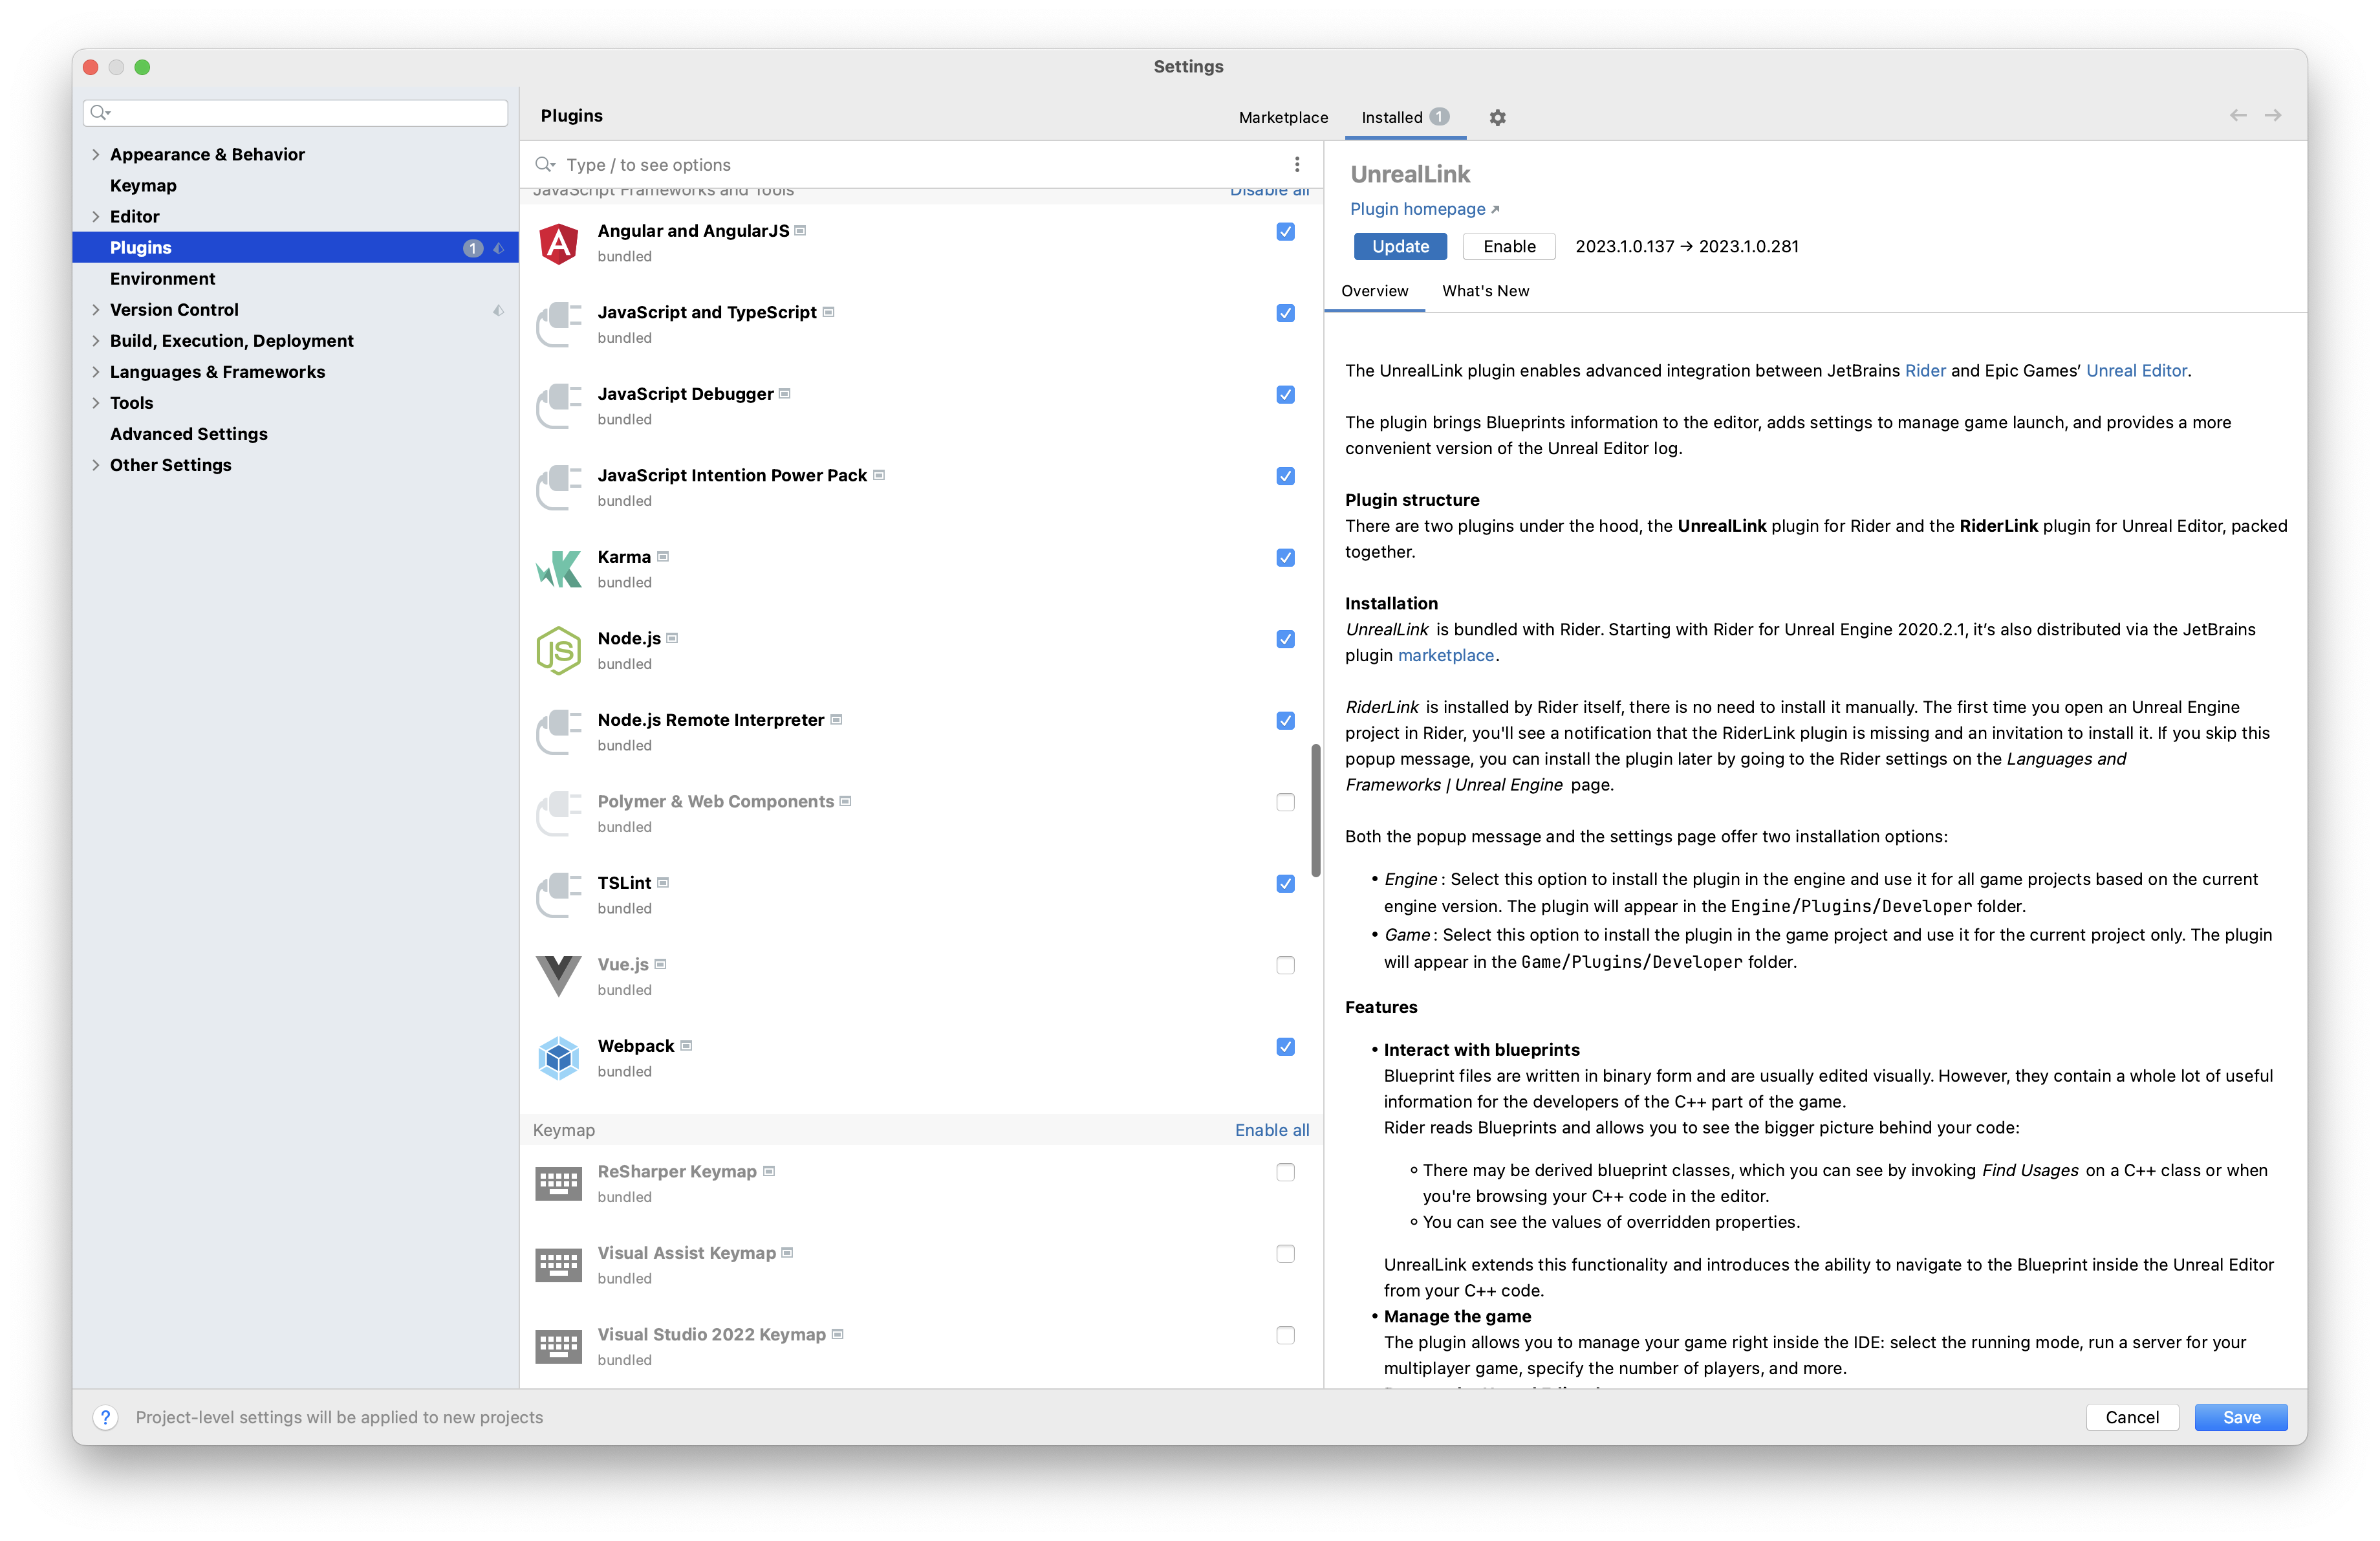 Settings
Appearance & Behavior
Keymap
Editor
Plugins 1
Environment
Version Control
Build, Execution, Deployment
Languages & Frameworks
Tools
Advanced Settings
Other Settings
Plugins
Marketplace
Installed 1
Type / to see options
JavaScript Frameworks and Tools Disable all
Angular and AngularJS
bundled
JavaScript and TypeScript
bundled
JavaScript Debugger
bundled
JavaScript Intention Power Pack
bundled
Karma
bundled
Node.js
bundled
Node.js Remote Interpreter
bundled
Polymer & Web Components
bundled
TSLint
bundled
Vue.js
bundled
Webpack
bundled
Keymap Enable all
ReSharper Keymap
bundled
Visual Assist Keymap
bundled
Visual Studio 2022 Keymap
bundled
UnrealLink
Plugin homepage ↗
Update Enable 2023.1.0.137 → 2023.1.0.281
Overview What's New
The UnrealLink plugin enables advanced integration between JetBrains Rider and Epic Games’ Unreal Editor.
The plugin brings Blueprints information to the editor, adds settings to manage game launch, and provides a more
convenient version of the Unreal Editor log.
Plugin structure
There are two plugins under the hood, the UnrealLink plugin for Rider and the RiderLink plugin for Unreal Editor, packed
together.
Installation
UnrealLink is bundled with Rider. Starting with Rider for Unreal Engine 2020.2.1, it’s also distributed via the JetBrains
plugin marketplace.
RiderLink is installed by Rider itself, there is no need to install it manually. The first time you open an Unreal Engine
project in Rider, you'll see a notification that the RiderLink plugin is missing and an invitation to install it. If you skip this
popup message, you can install the plugin later by going to the Rider settings on the Languages and
Frameworks | Unreal Engine page.
Both the popup message and the settings page offer two installation options:
• Engine: Select this option to install the plugin in the engine and use it for all game projects based on the current
engine version. The plugin will appear in the Engine/Plugins/Developer folder.
• Game: Select this option to install the plugin in the game project and use it for the current project only. The plugin
will appear in the Game/Plugins/Developer folder.
Features
• Interact with blueprints
Blueprint files are written in binary form and are usually edited visually. However, they contain a whole lot of useful
information for the developers of the C++ part of the game.
Rider reads Blueprints and allows you to see the bigger picture behind your code:
There may be derived blueprint classes, which you can see by invoking Find Usages on a C++ class or when
you're browsing your C++ code in the editor.
You can see the values of overridden properties.
UnrealLink extends this functionality and introduces the ability to navigate to the Blueprint inside the Unreal Editor
from your C++ code.
• Manage the game
The plugin allows you to manage your game right inside the IDE: select the running mode, run a server for your
multiplayer game, specify the number of players, and more.
? Project-level settings will be applied to new projects
Cancel Save